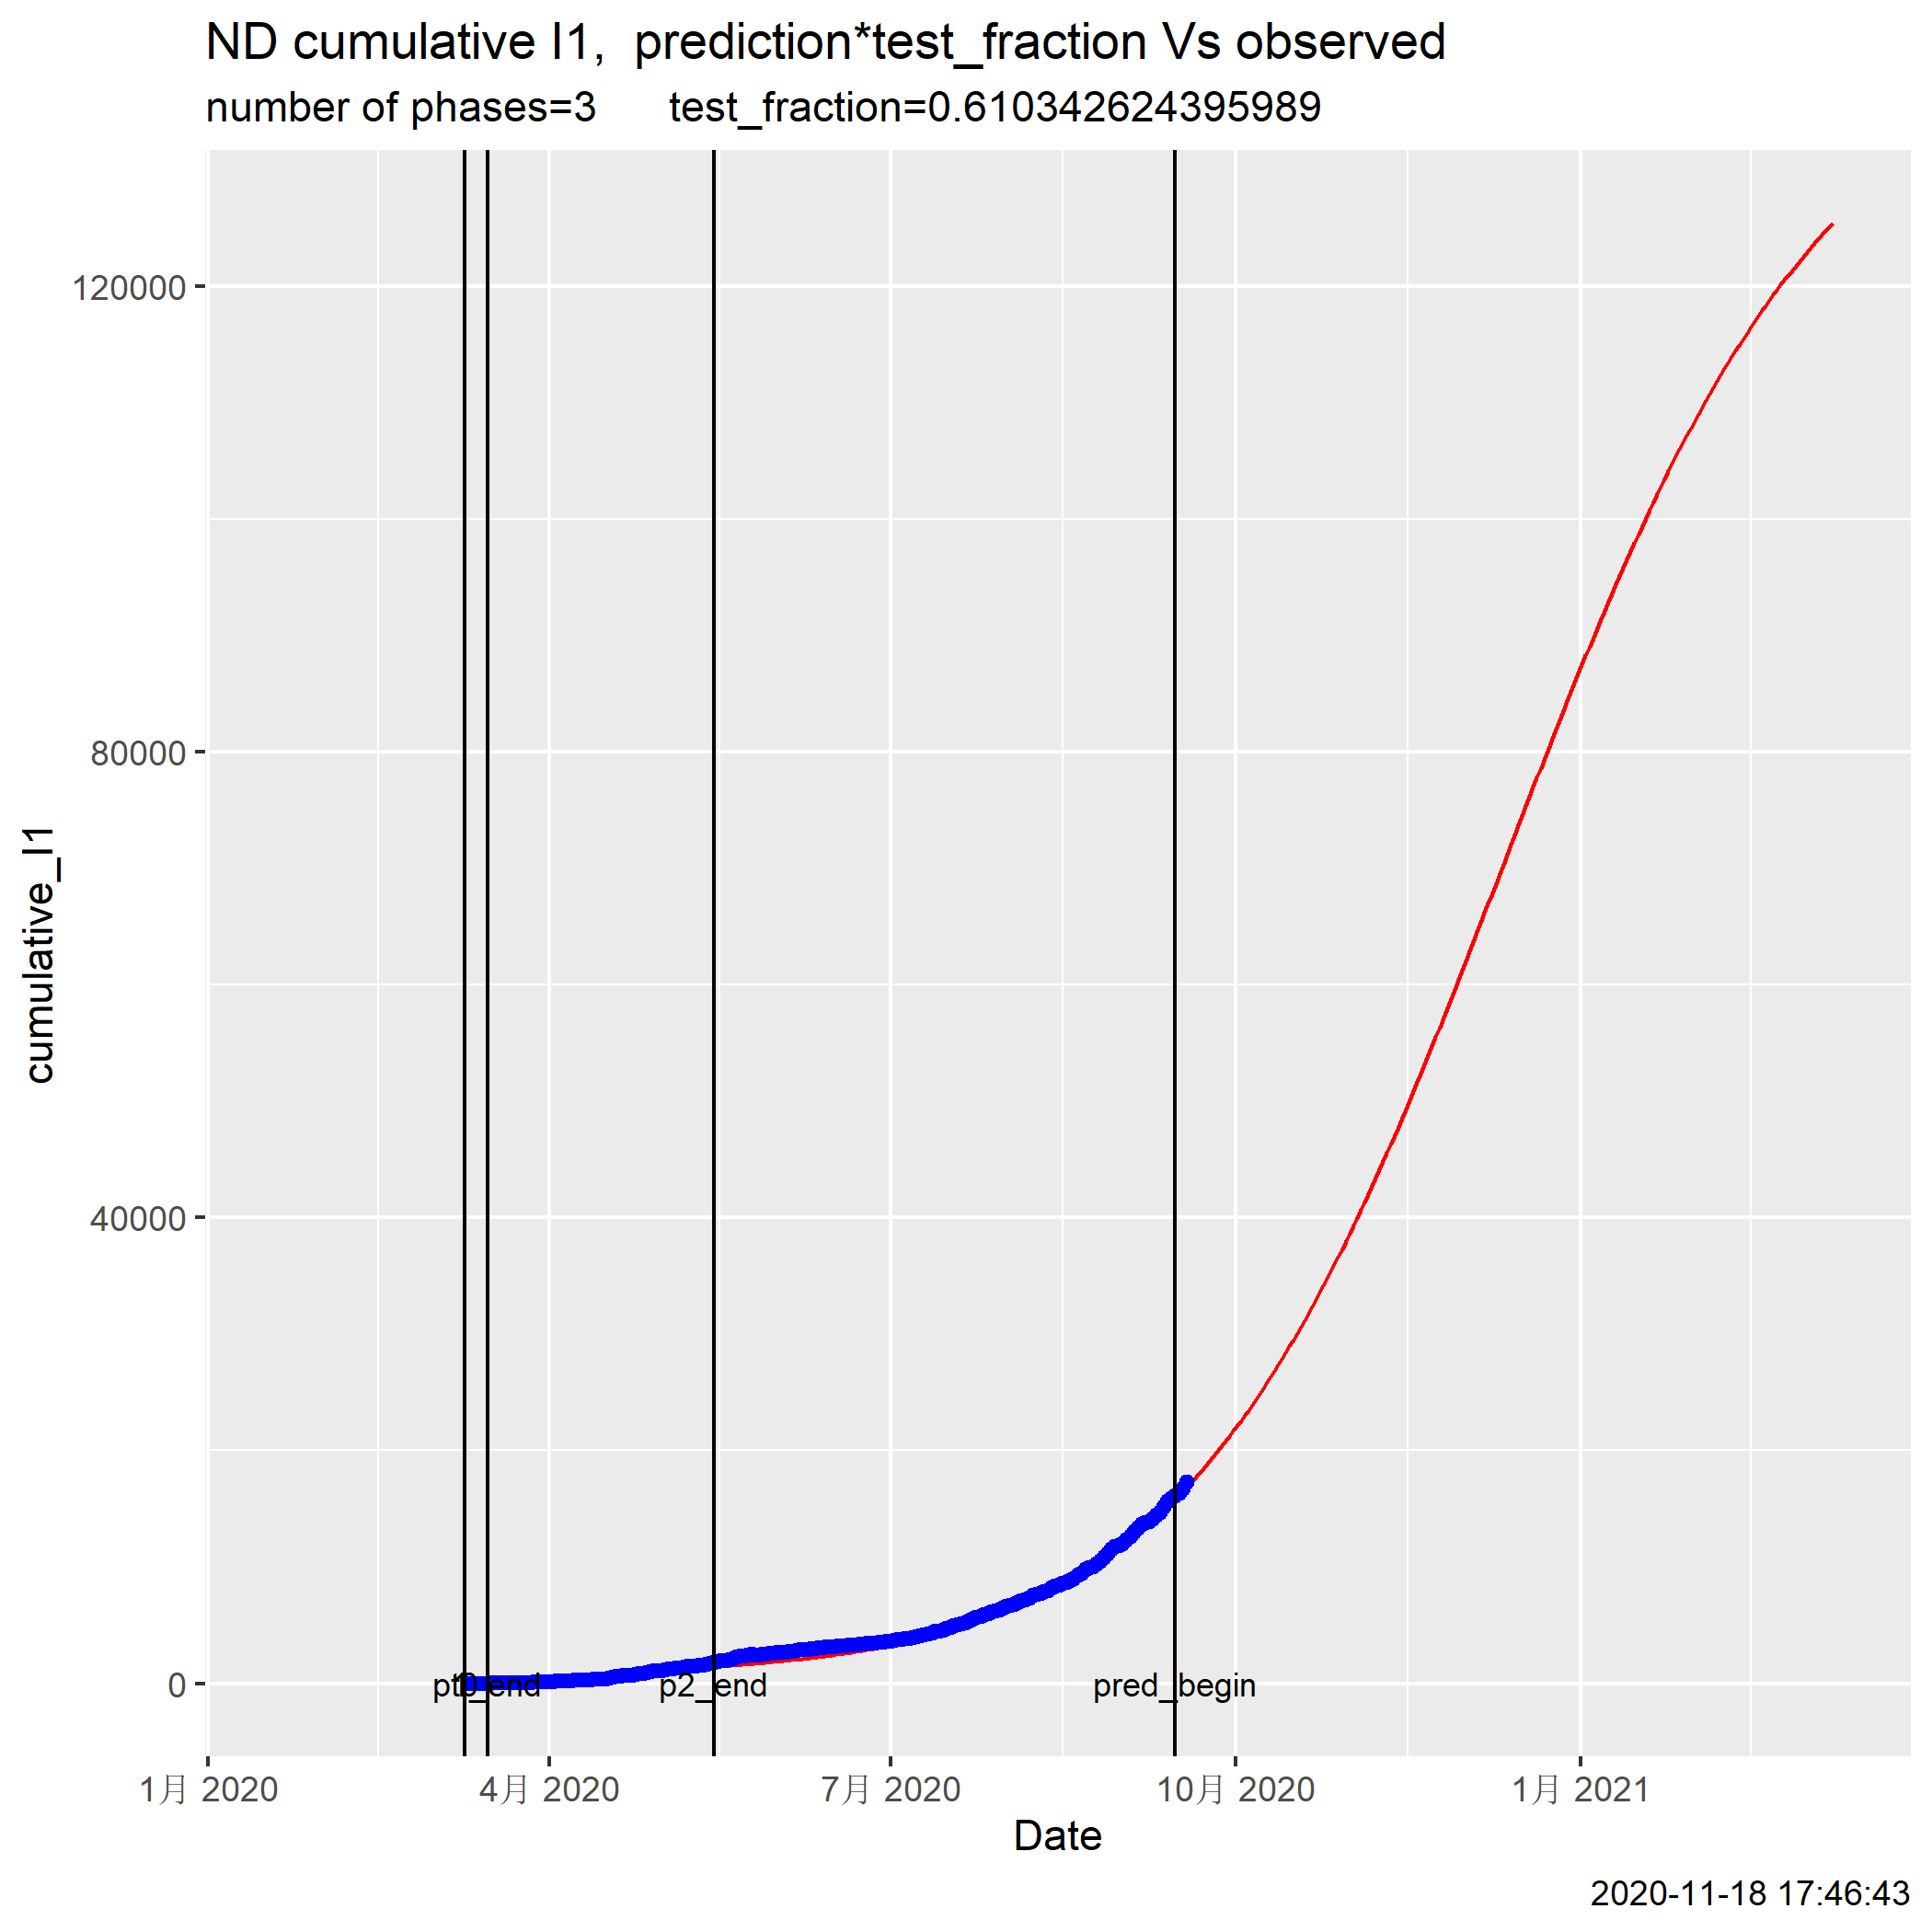 ND cumulative I1,  prediction*test_fraction Vs observed
number of phases=3      test_fraction=0.610342624395989
120000
80000
40000
0
cumulative_I1
p2_end
pred_begin
1月 2020
4月 2020
7月 2020
10月 2020
1月 2021
Date
2020-11-18 17:46:43